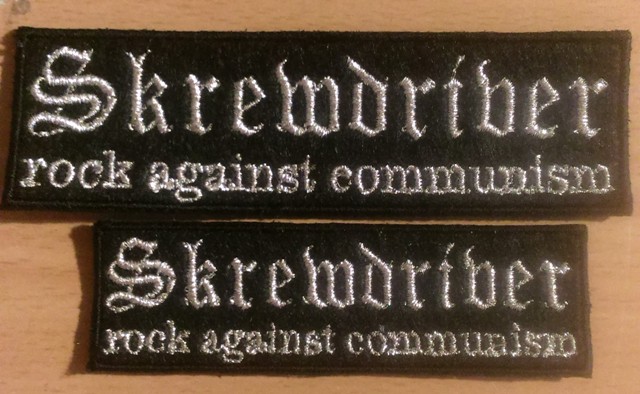 Skrewdriver
rock against communism
Skrewdriver
rock against communism